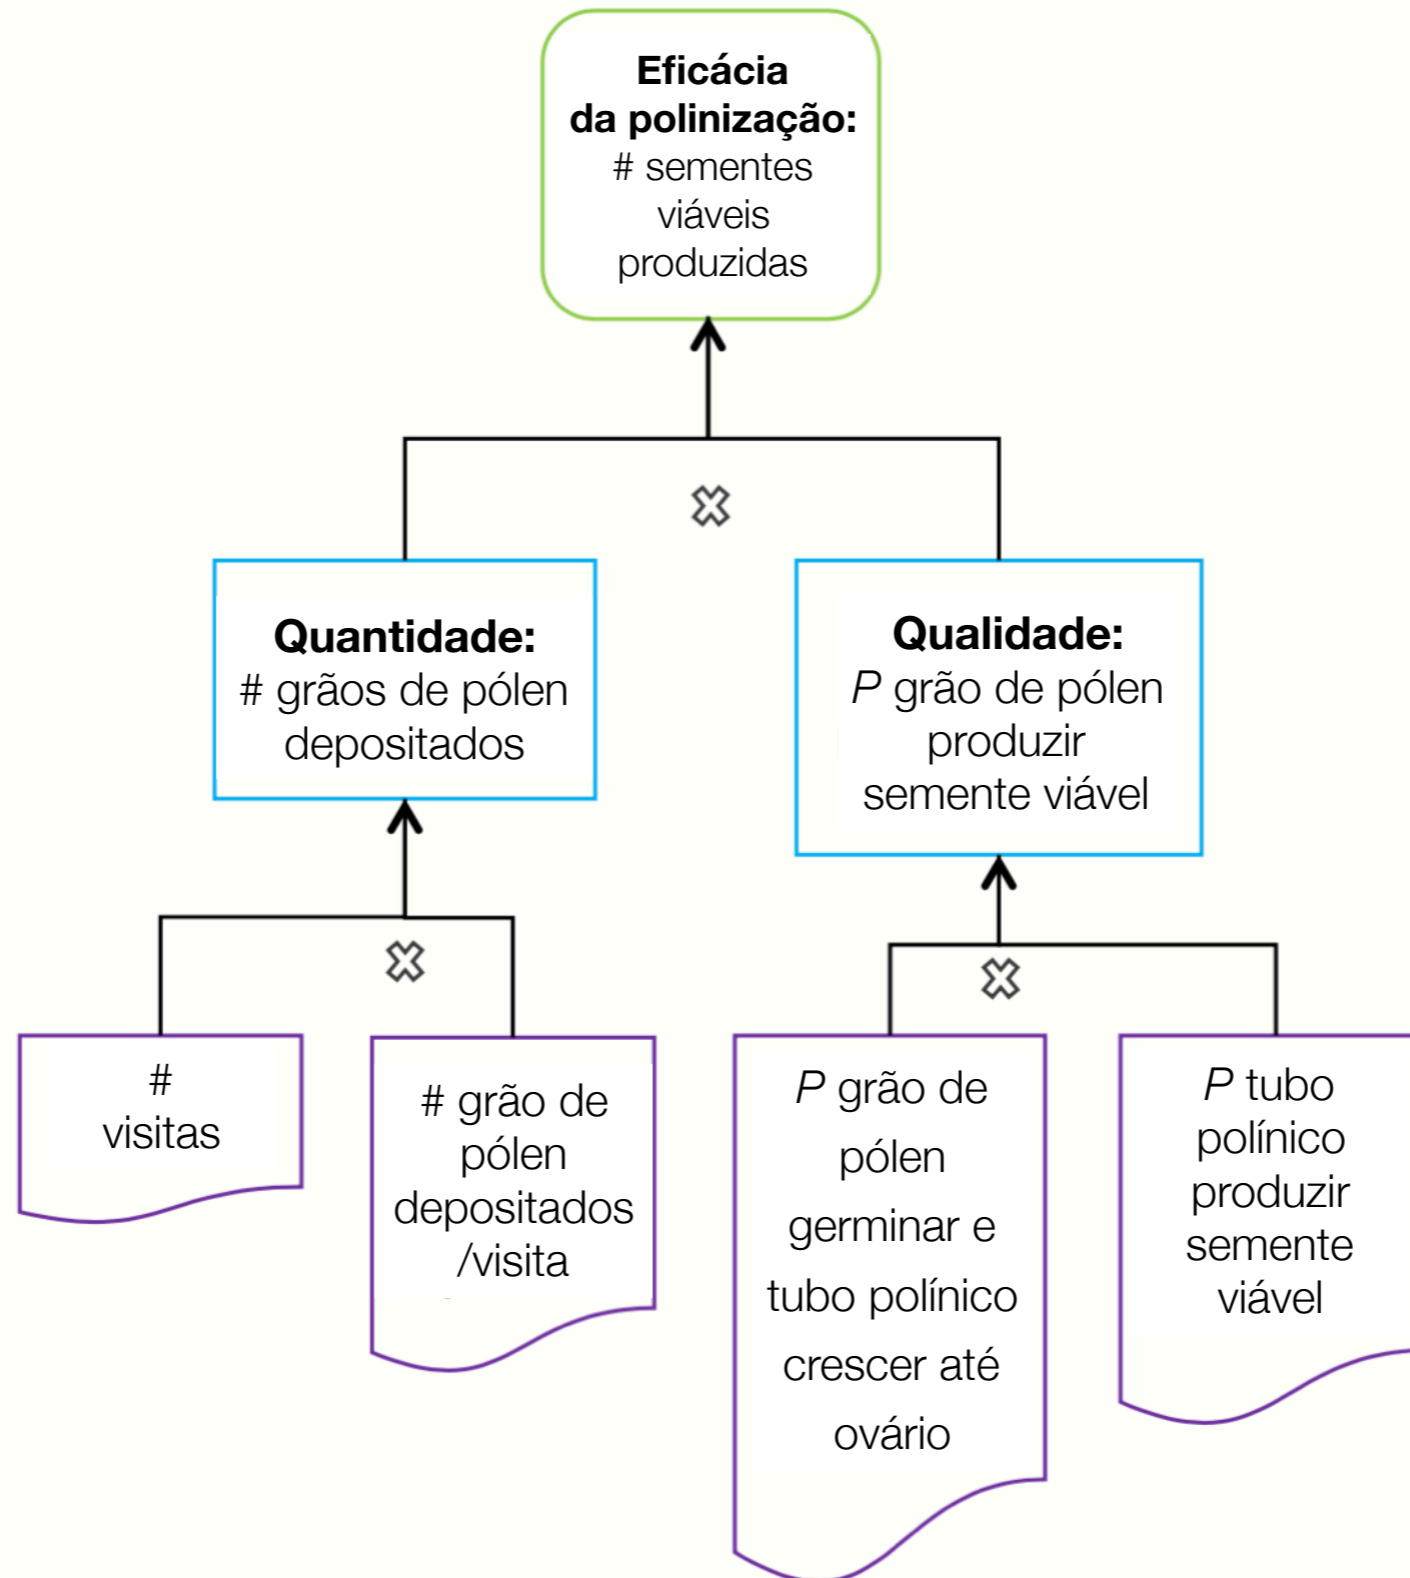 Eficácia
da polinização:
# sementes
viáveis
produzidas
Quantidade:
# grãos de pólen
depositados
Qualidade:
P grão de pólen
produzir
semente viável
#
visitas
# grão de
pólen
depositados
/visita
P grão de
pólen
germinar e
tubo polínico
crescer até
ovário
P tubo
polínico
produzir
semente
viável